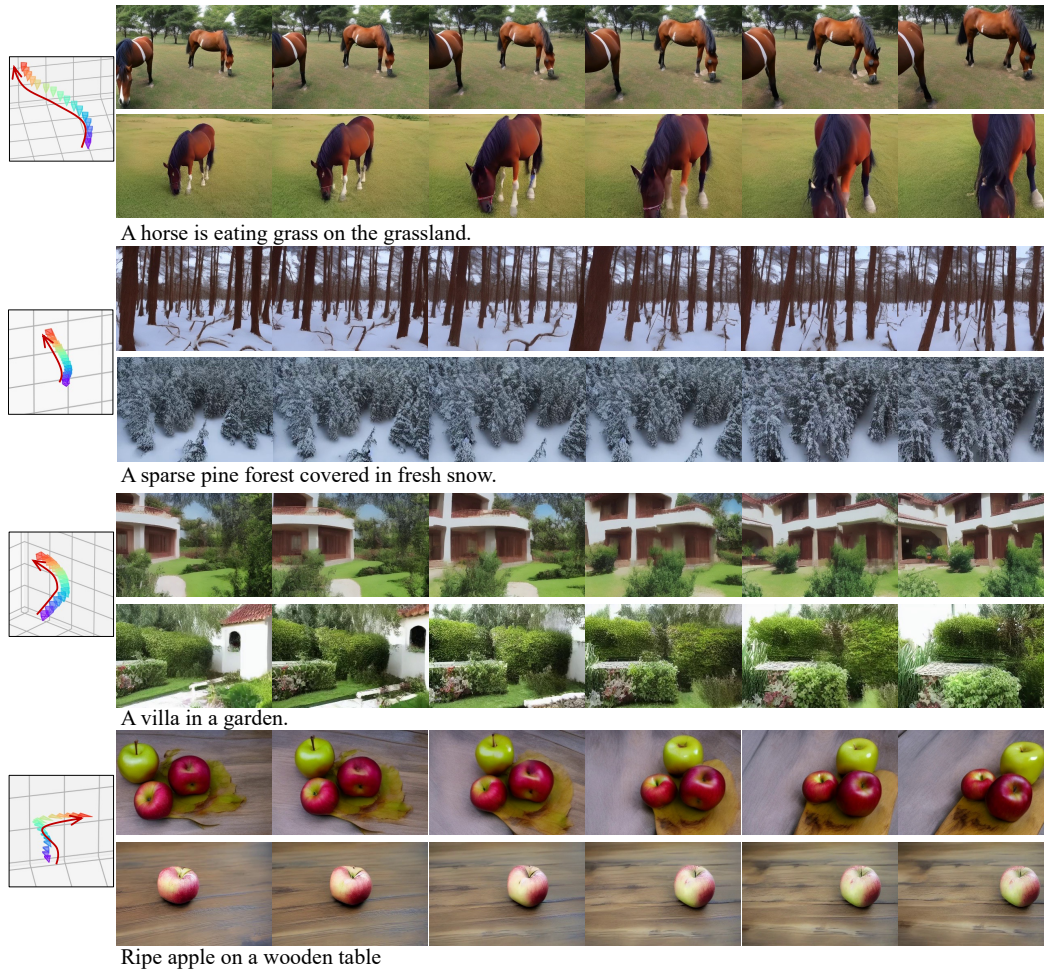 A horse is eating grass on the grassland.
A sparse pine forest covered in fresh snow.
A villa in a garden.
Ripe apple on a wooden table